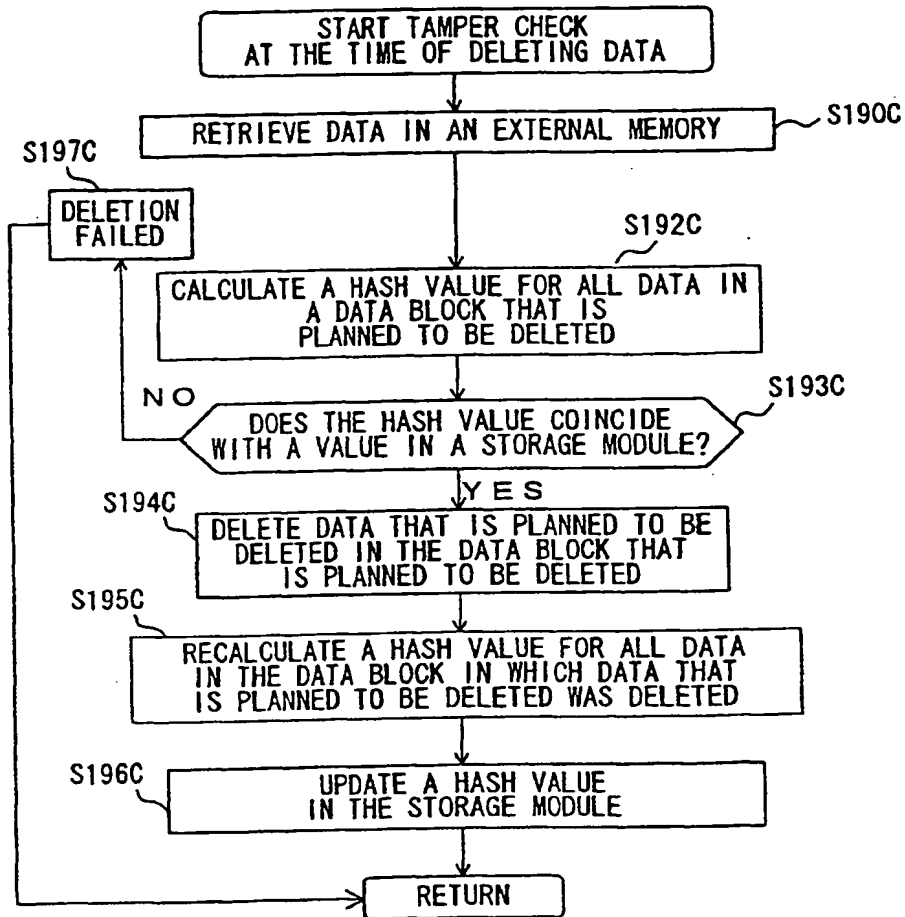 START TAMPER CHECK
AT THE TIME OF DELETING DATA
S190C
RETRIEVE DATA IN AN EXTERNAL MEMORY
S197C
DELETION
FAILED
S192C
CALCULATE A HASH VALUE FOR ALL DATA IN
A DATA BLOCK THAT IS
PLANNED TO BE DELETED
NO
S193C
DOES THE HASH VALUE COINCIDE
WITH A VALUE IN A STORAGE MODULE?
YES
S194C
DELETE DATA THAT IS PLANNED TO BE
DELETED IN THE DATA BLOCK THAT
IS PLANNED TO BE DELETED
S195C
RECALCULATE A HASH VALUE FOR ALL DATA
IN THE DATA BLOCK IN WHICH DATA THAT
IS PLANNED TO BE DELETED WAS DELETED
S196C
UPDATE A HASH VALUE
IN THE STORAGE MODULE
RETURN